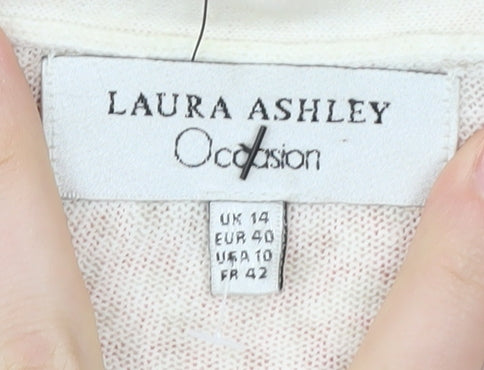 LAURA ASHLEY
Occasion
UK 14
EUR 40
USA 10
FR 42